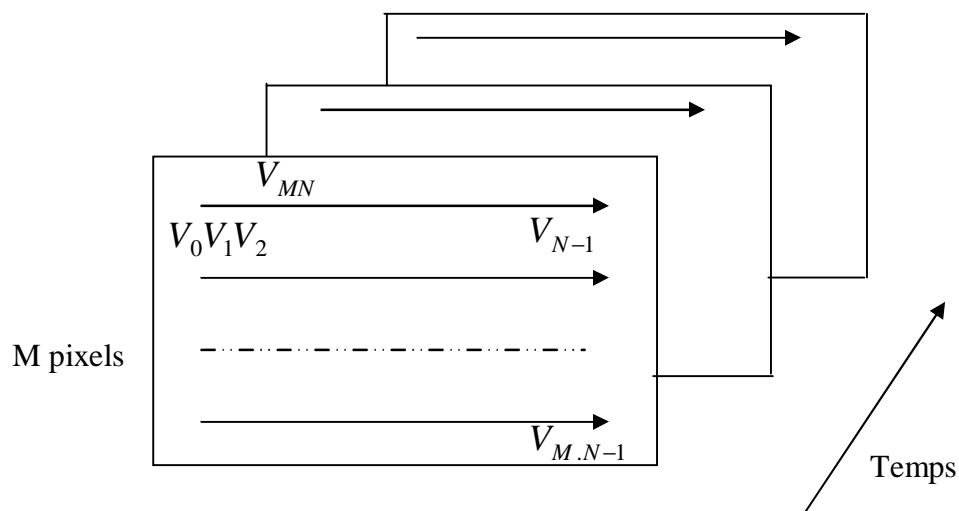 V_{MN}
V_0V_1V_2 V_{N-1}
M pixels
V_{M.N-1}
Temps